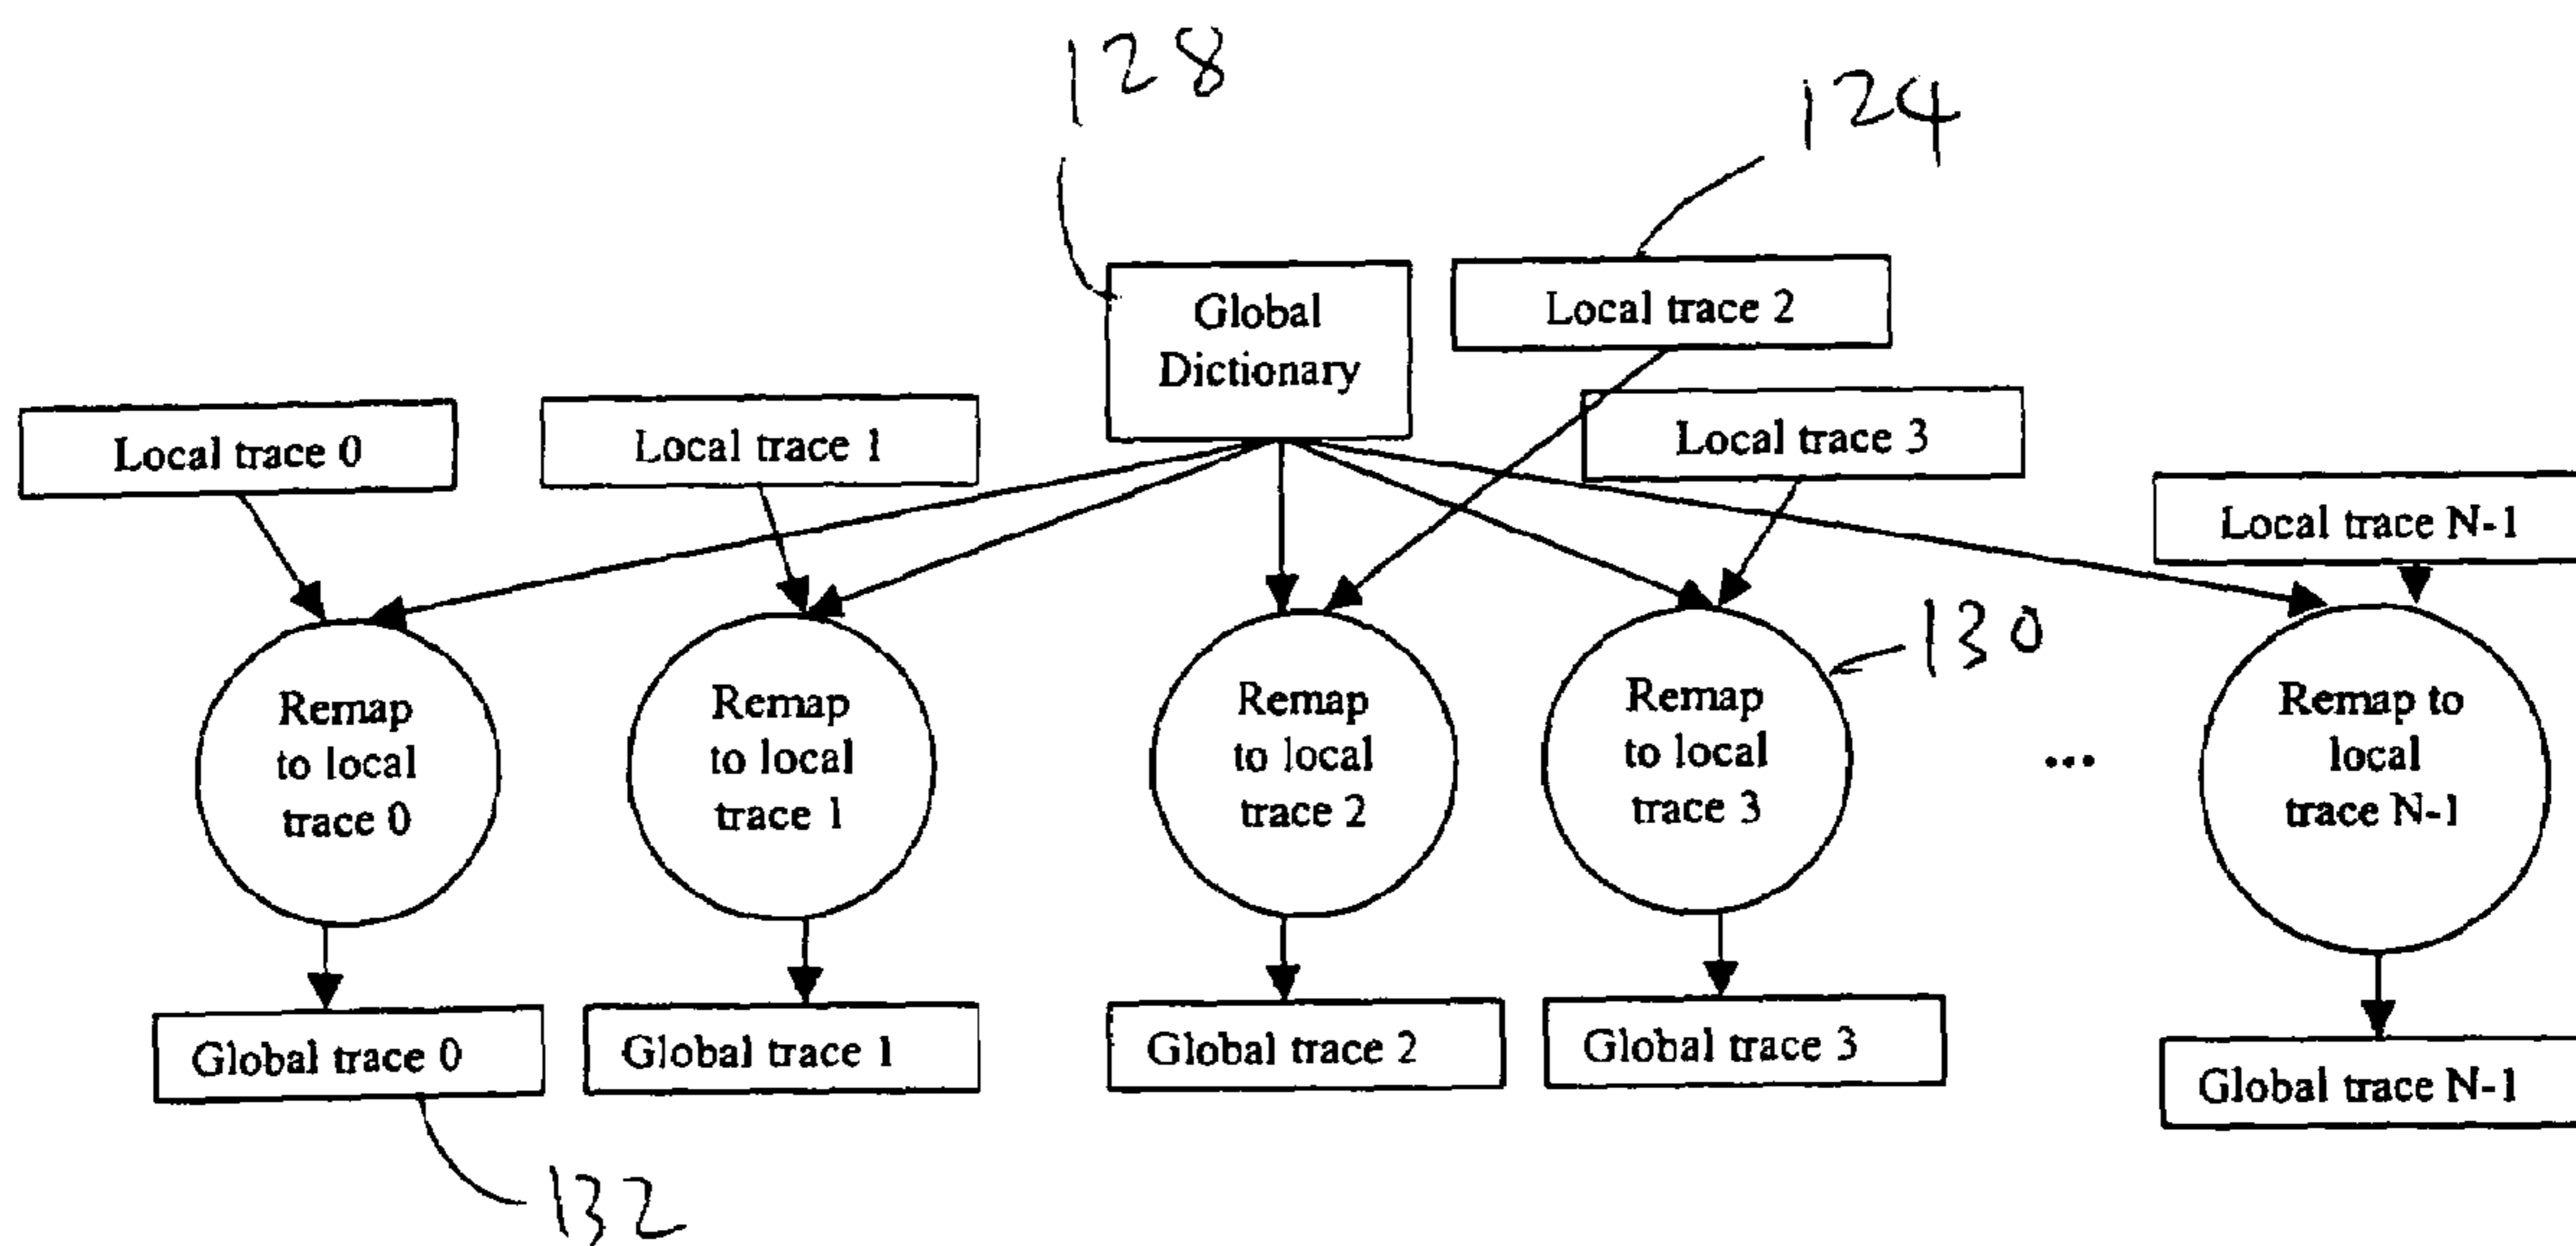 128
124
Global
Dictionary
Local trace 2
Local trace 0
Local trace 1
Local trace 3
Local trace N-1
130
Remap
to local
trace 0
Remap
to local
trace 1
Remap
to local
trace 2
Remap
to local
trace 3
...
Remap to
local
trace N-1
Global trace 0
Global trace 1
Global trace 2
Global trace 3
Global trace N-1
132